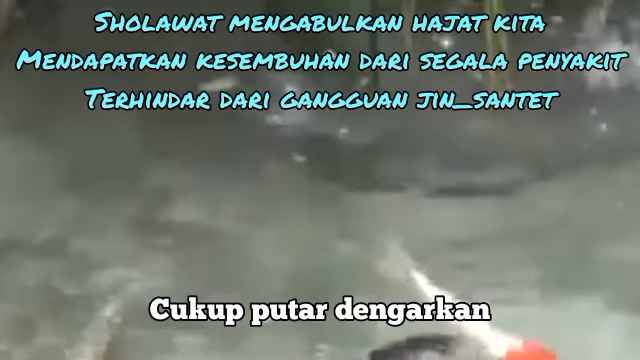 Sholawat mengabulkan hajat kita
Mendapatkan kesembuhan dari segala penyakit
Terhindar dari gangguan jin_santet
Cukup putar dengarkan